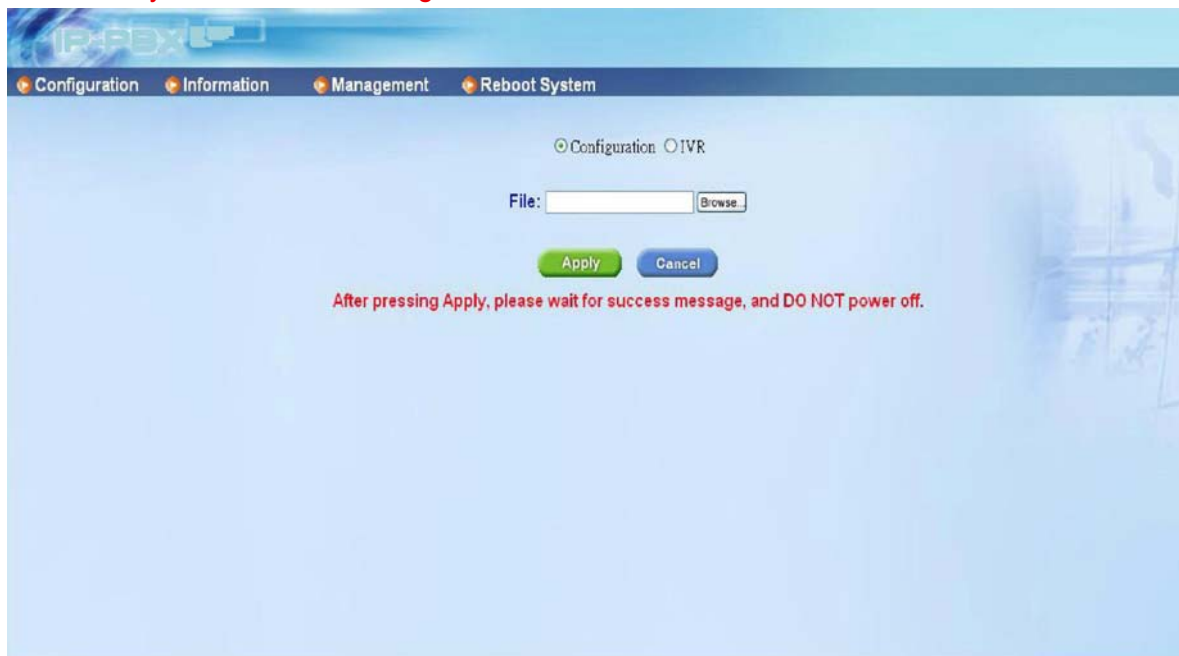 IP-PBX
Configuration Information Management Reboot System
Configuration IVR
File: Browse...
Apply Cancel
After pressing Apply, please wait for success message, and DO NOT power off.